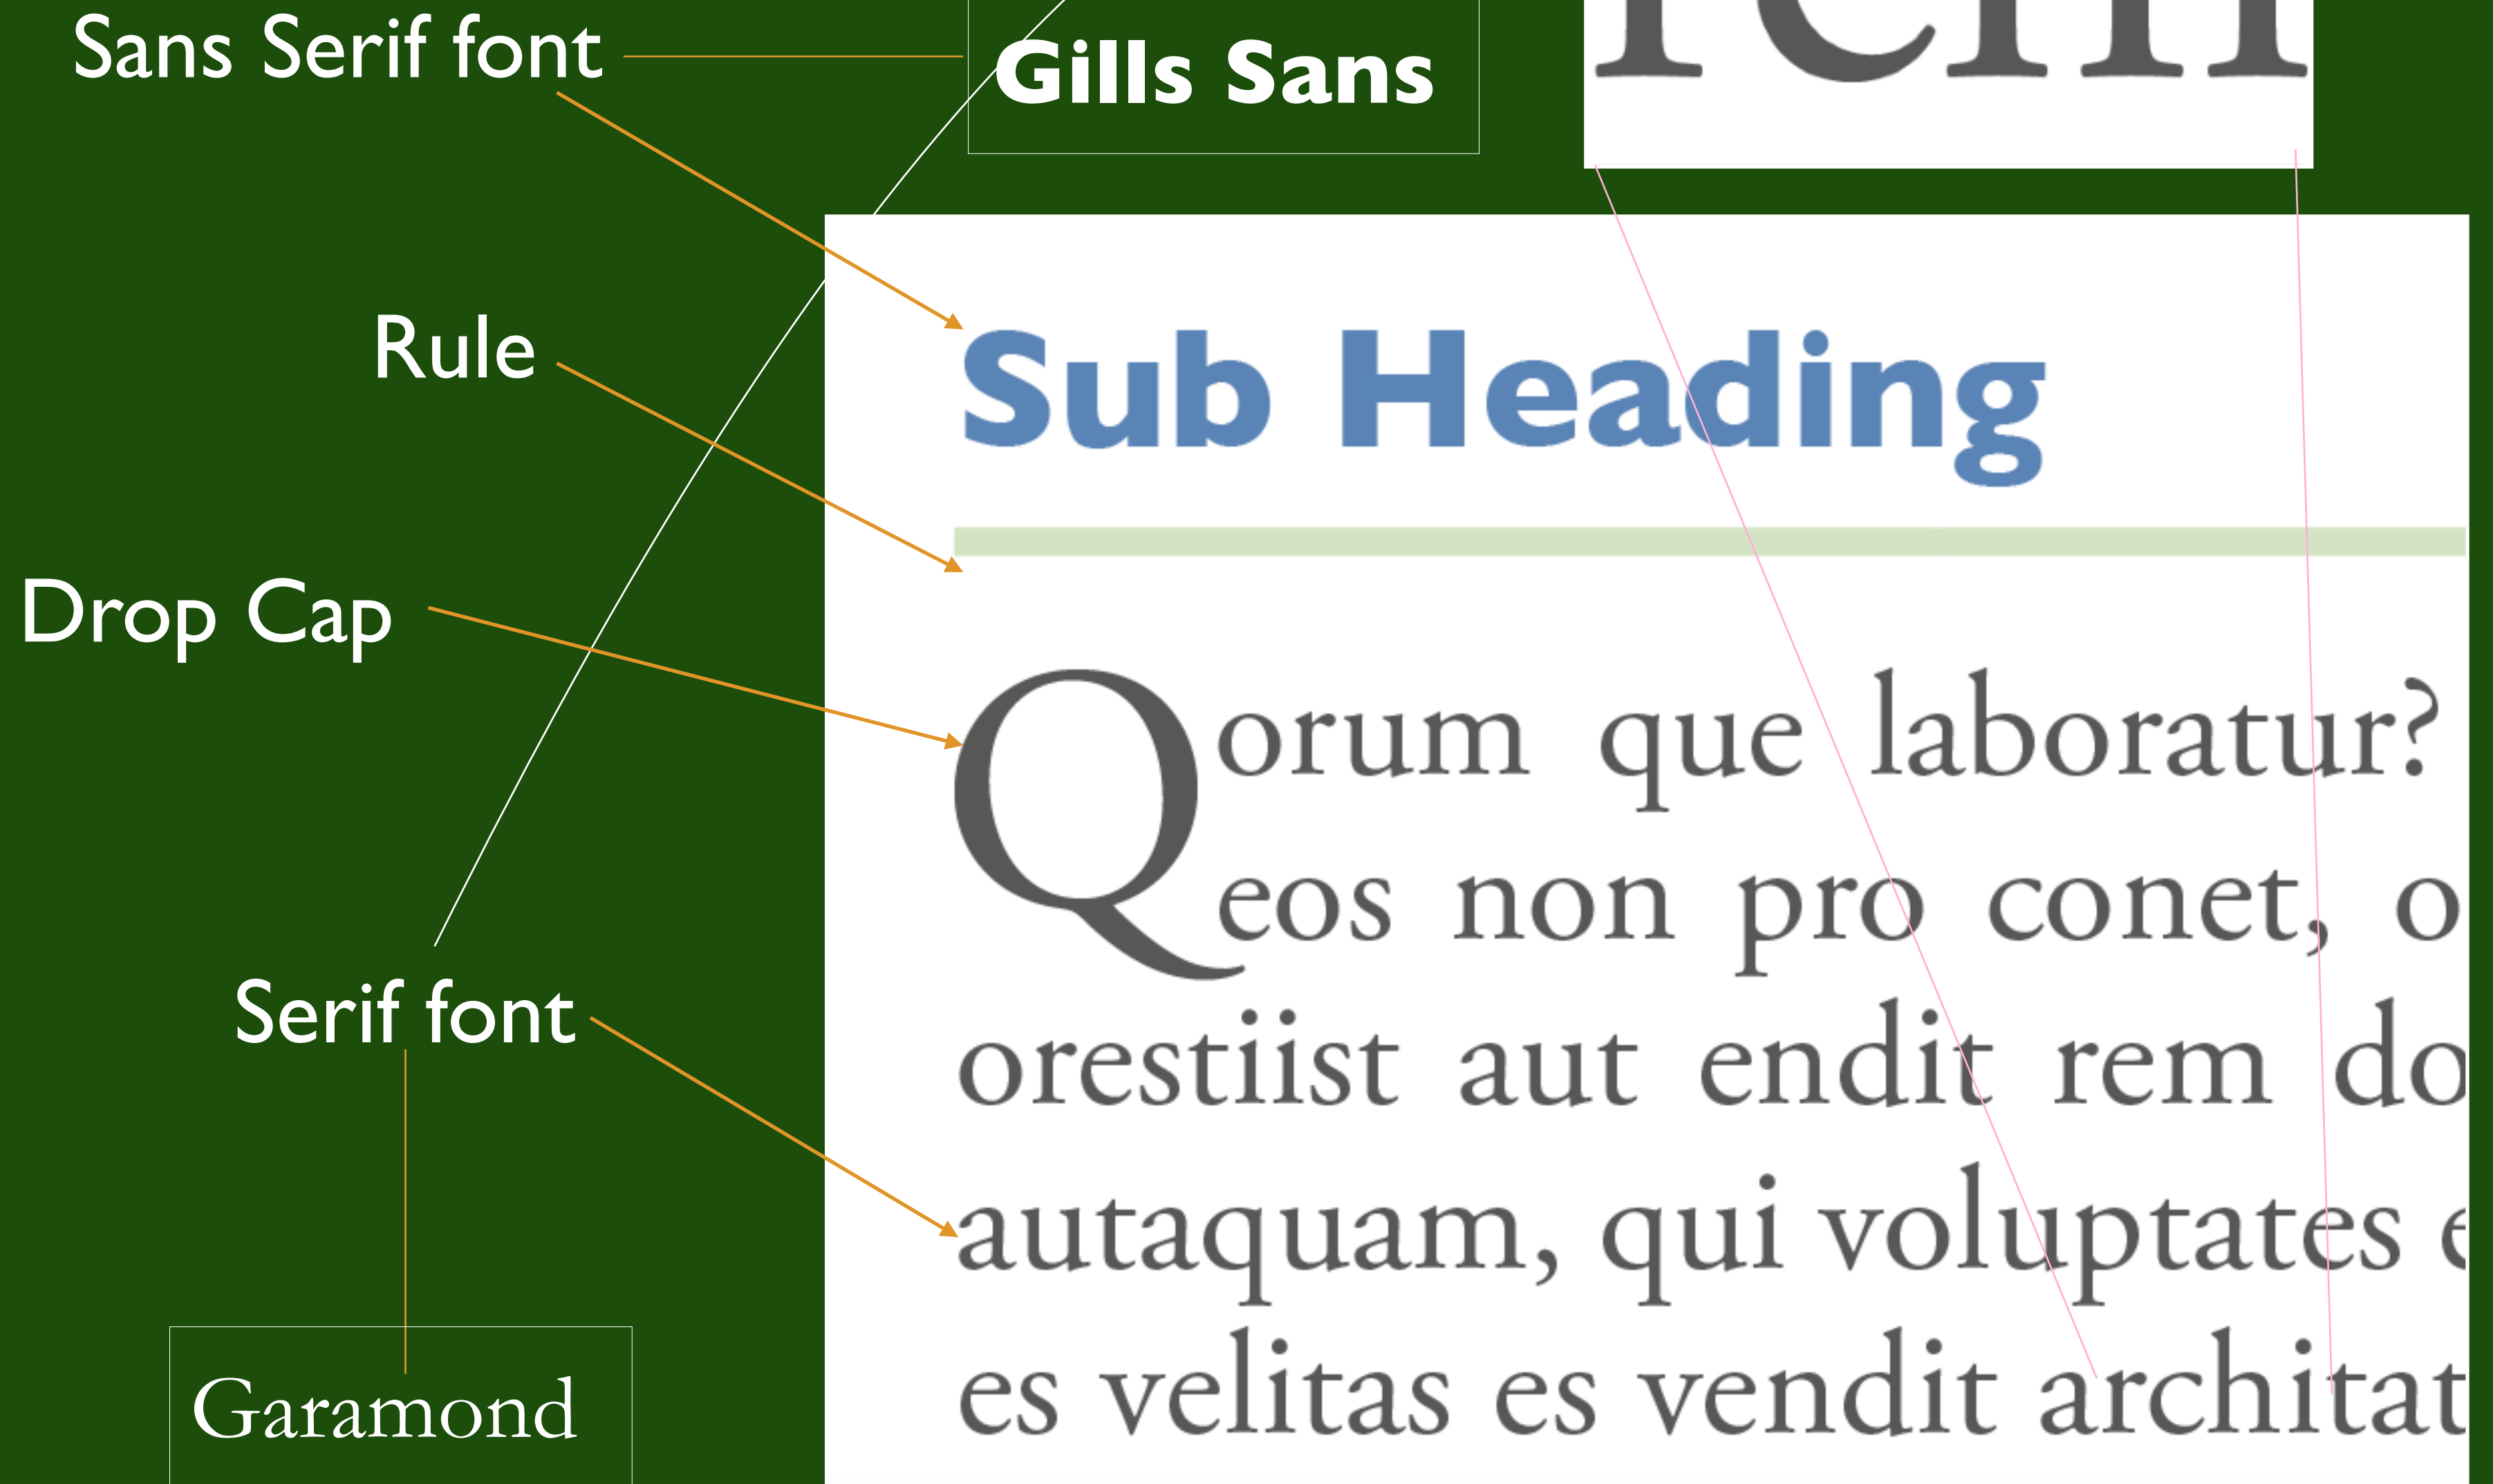 Sans Serif font
Gills Sans
rchi
Rule
Drop Cap
Serif font
Garamond
Sub Heading
Qorum que laboratur?
eos non pro conet, o
orestiist aut endit rem do
autaquam, qui voluptates e
es velitas es vendit architat